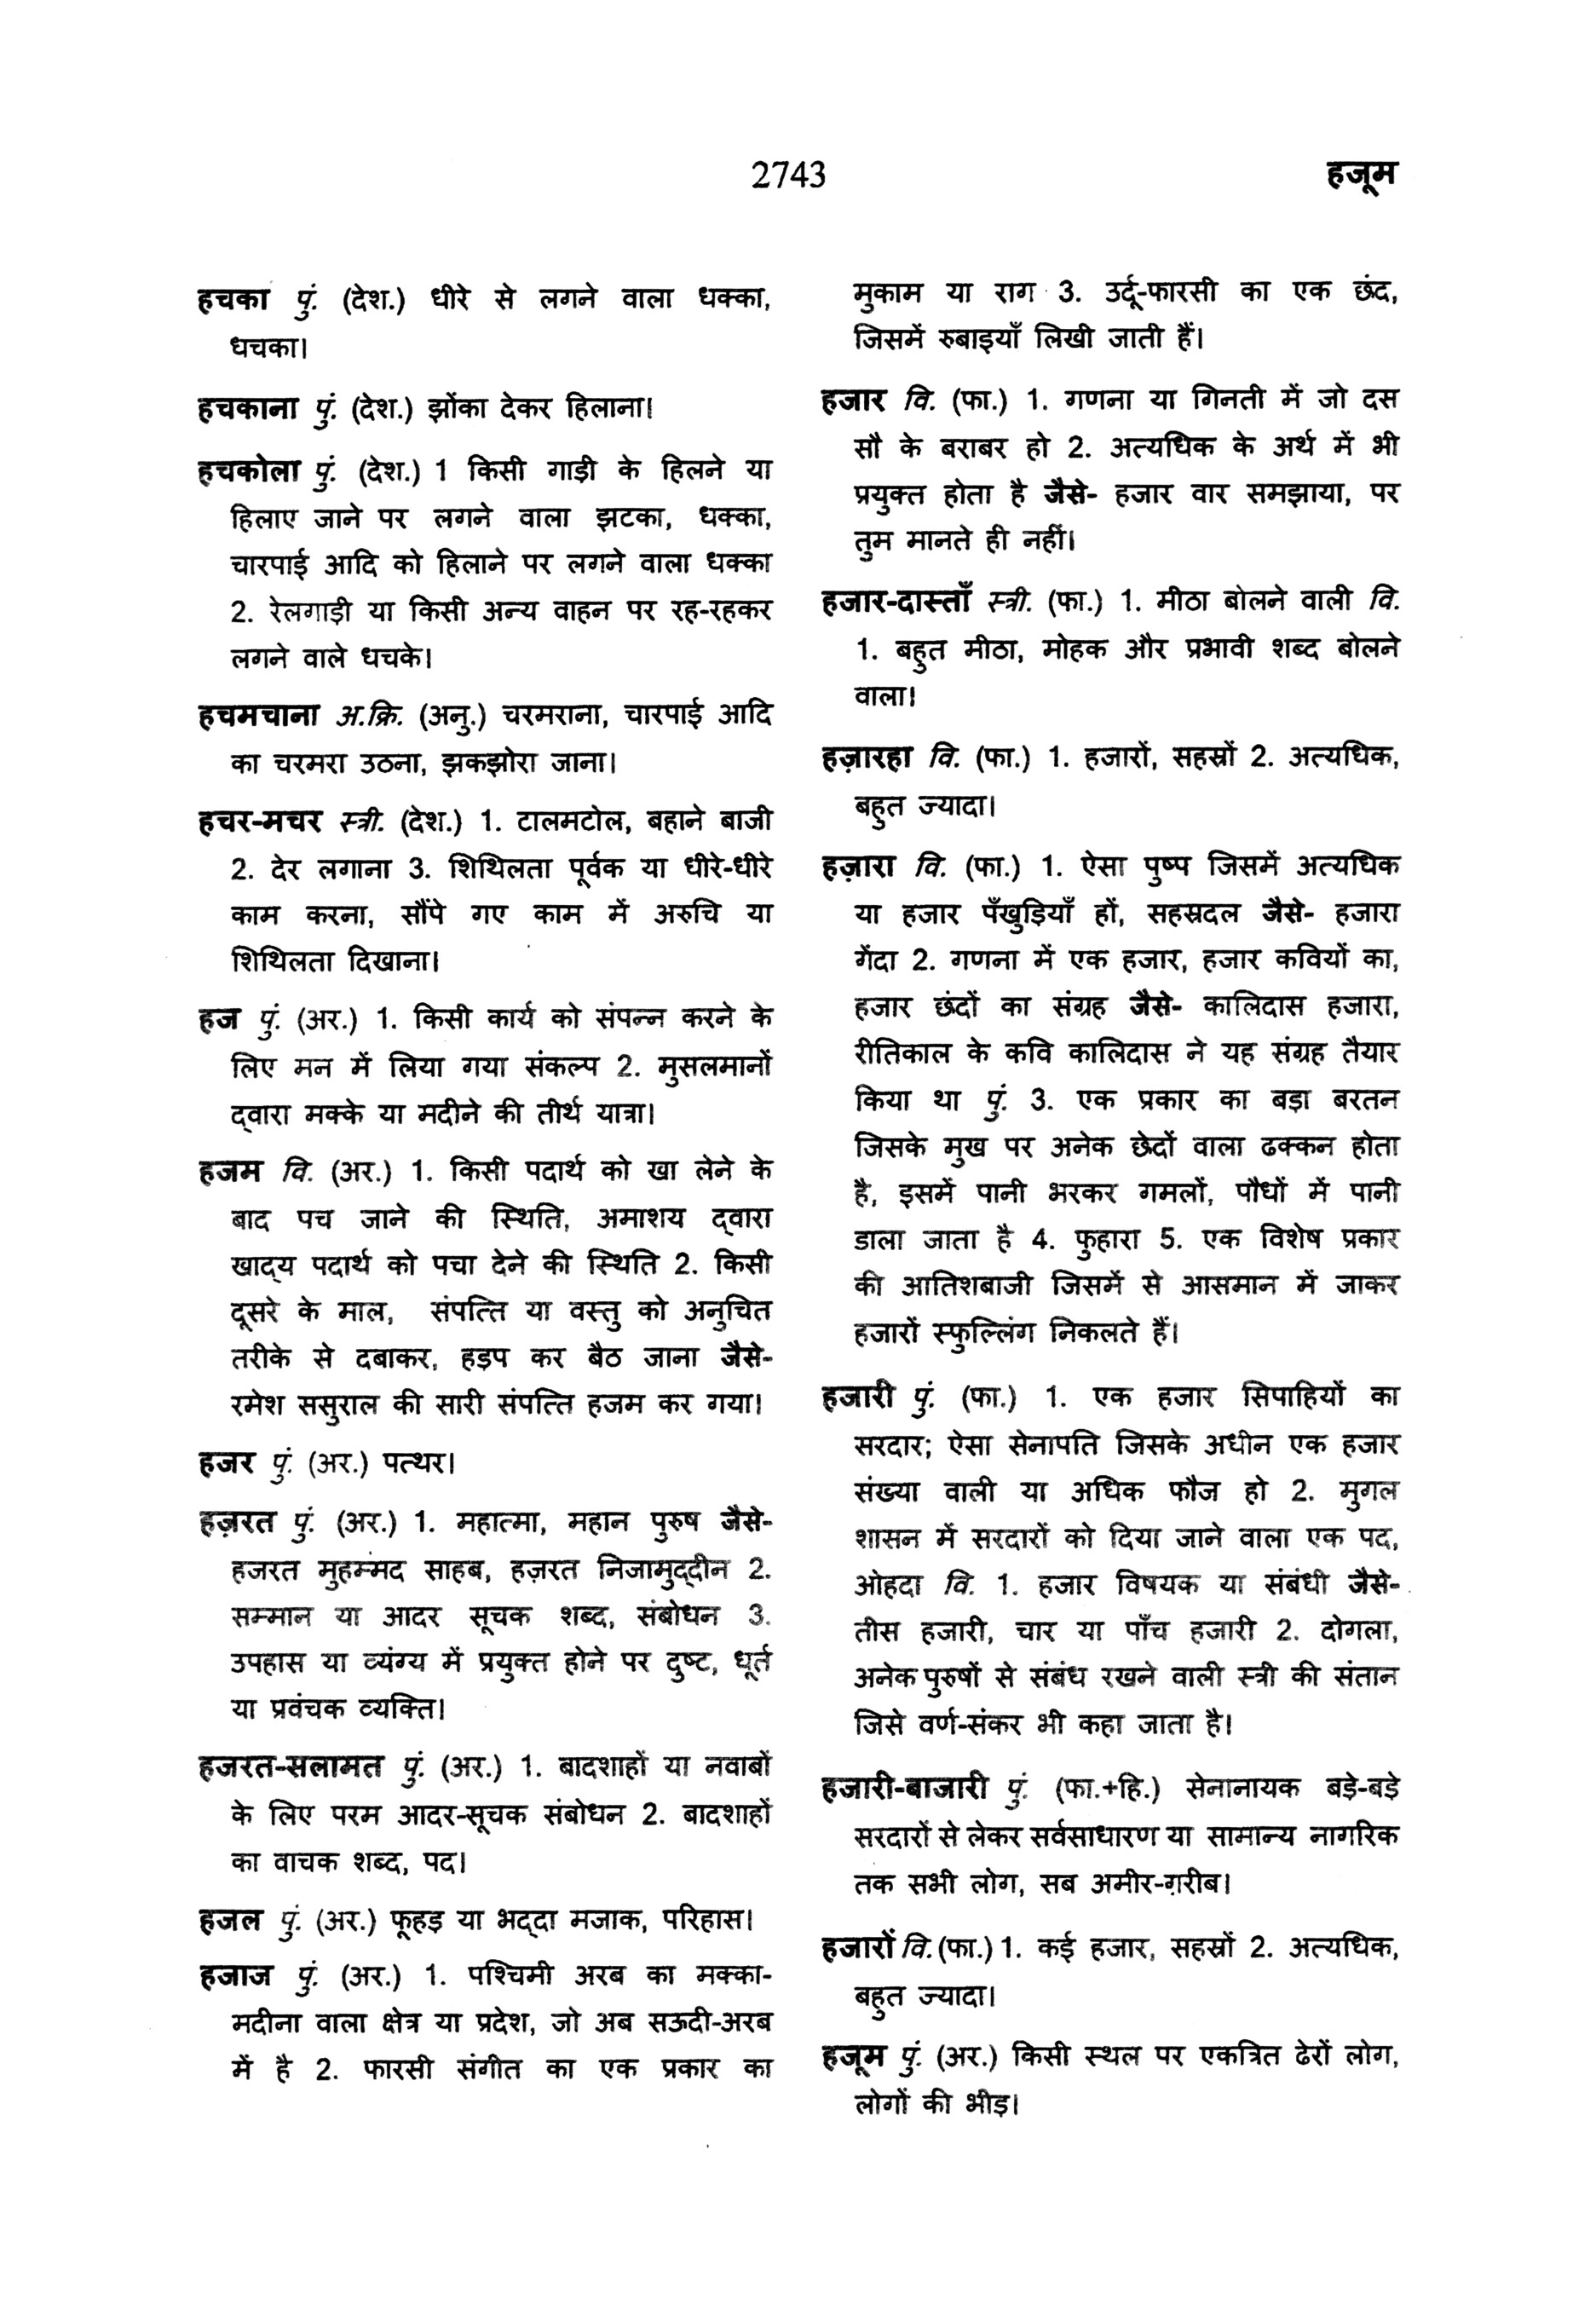 2743
हजूम
हचका पुं. (देश.) धीरे से लगने वाला धक्का,
धचका।
हचकाना पुं. (देश.) झोंका देकर हिलाना।
हचकोला पुं. (देश.) 1 किसी गाड़ी के हिलने या
हिलाए जाने पर लगने वाला झटका, धक्का,
चारपाई आदि को हिलाने पर लगने वाला धक्का
2. रेलगाड़ी या किसी अन्य वाहन पर रह-रहकर
लगने वाले धचके।
हचमचाना अ.क्रि. (अनु.) चरमराना, चारपाई आदि
का चरमरा उठना, झकझोरा जाना।
हचर-मचर स्त्री. (देश.) 1. टालमटोल, बहाने बाजी
2. देर लगाना 3. शिथिलता पूर्वक या धीरे-धीरे
काम करना, सौंपे गए काम में अरुचि या
शिथिलता दिखाना।
हज पुं. (अर.) 1. किसी कार्य को संपन्न करने के
लिए मन में लिया गया संकल्प 2. मुसलमानों
द्वारा मक्के या मदीने की तीर्थ यात्रा।
हजम वि. (अर.) 1. किसी पदार्थ को खा लेने के
बाद पच जाने की स्थिति, अमाशय द्वारा
खाद्य पदार्थ को पचा देने की स्थिति 2. किसी
दूसरे के माल, संपत्ति या वस्तु को अनुचित
तरीके से दबाकर, हड़प कर बैठ जाना जैसे-
रमेश ससुराल की सारी संपत्ति हजम कर गया।
हजर पुं. (अर.) पत्थर।
हज़रत पुं. (अर.) 1. महात्मा, महान पुरुष जैसे-
हजरत मुहम्मद साहब, हज़रत निजामुद्दीन 2.
सम्मान या आदर सूचक शब्द, संबोधन 3.
उपहास या व्यंग्य में प्रयुक्त होने पर दुष्ट, धूर्त
या प्रवंचक व्यक्ति।
हजरत-सलामत पुं. (अर.) 1. बादशाहों या नवाबों
के लिए परम आदर-सूचक संबोधन 2. बादशाहों
का वाचक शब्द, पद।
हजल पुं. (अर.) फूहड़ या भद्दा मजाक, परिहास।
हजाज पुं. (अर.) 1. पश्चिमी अरब का मक्का-
मदीना वाला क्षेत्र या प्रदेश, जो अब सऊदी-अरब
में है 2. फारसी संगीत का एक प्रकार का
मुकाम या राग 3. उर्दू-फारसी का एक छंद,
जिसमें रुबाइयाँ लिखी जाती हैं।
हजार वि. (फा.) 1. गणना या गिनती में जो दस
सौ के बराबर हो 2. अत्यधिक के अर्थ में भी
प्रयुक्त होता है जैसे- हजार वार समझाया, पर
तुम मानते ही नहीं।
हजार-दास्ताँ स्त्री. (फा.) 1. मीठा बोलने वाली वि.
1. बहुत मीठा, मोहक और प्रभावी शब्द बोलने
वाला।
हज़ारहा वि. (फा.) 1. हजारों, सहस्रों 2. अत्यधिक,
बहुत ज्यादा।
हज़ारा वि. (फा.) 1. ऐसा पुष्प जिसमें अत्यधिक
या हजार पँखुड़ियाँ हों, सहस्रदल जैसे- हजारा
गेंदा 2. गणना में एक हजार, हजार कवियों का,
हजार छंदों का संग्रह जैसे- कालिदास हजारा,
रीतिकाल के कवि कालिदास ने यह संग्रह तैयार
किया था पुं. 3. एक प्रकार का बड़ा बरतन
जिसके मुख पर अनेक छेदों वाला ढक्कन होता
है, इसमें पानी भरकर गमलों, पौधों में पानी
डाला जाता है 4. फुहारा 5. एक विशेष प्रकार
की आतिशबाजी जिसमें से आसमान में जाकर
हजारों स्फुल्लिंग निकलते हैं।
हजारी पुं. (फा.) 1. एक हजार सिपाहियों का
सरदार; ऐसा सेनापति जिसके अधीन एक हजार
संख्या वाली या अधिक फौज हो 2. मुगल
शासन में सरदारों को दिया जाने वाला एक पद,
ओहदा वि. 1. हजार विषयक या संबंधी जैसे-
तीस हजारी, चार या पाँच हजारी 2. दोगला,
अनेक पुरुषों से संबंध रखने वाली स्त्री की संतान
जिसे वर्ण-संकर भी कहा जाता है।
हजारी-बाजारी पुं. (फा.+हि.) सेनानायक बड़े-बड़े
सरदारों से लेकर सर्वसाधारण या सामान्य नागरिक
तक सभी लोग, सब अमीर-ग़रीब।
हजारों वि. (फा.) 1. कई हजार, सहस्रों 2. अत्यधिक,
बहुत ज्यादा।
हजूम पुं. (अर.) किसी स्थल पर एकत्रित ढेरों लोग,
लोगों की भीड़।